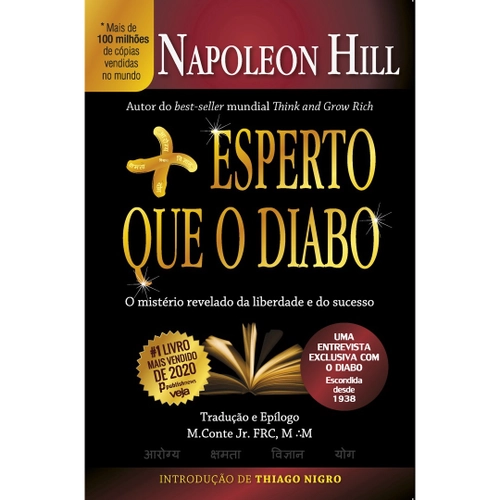 * Mais de
100 milhões
de cópias
vendidas
no mundo
NAPOLEON HILL
Autor do best-seller mundial Think and Grow Rich
+ ESPERTO
QUE O DIABO
O mistério revelado da liberdade e do sucesso
#1 LIVRO
MAIS VENDIDO
DE 2020
publishnews
veja
UMA
ENTREVISTA
EXCLUSIVA COM
O DIABO
Escondida
desde
1938
Tradução e Epílogo
M.Conte Jr. FRC, M ∴M
आरोग्य क्षमता विज्ञान योग
INTRODUÇÃO DE THIAGO NIGRO